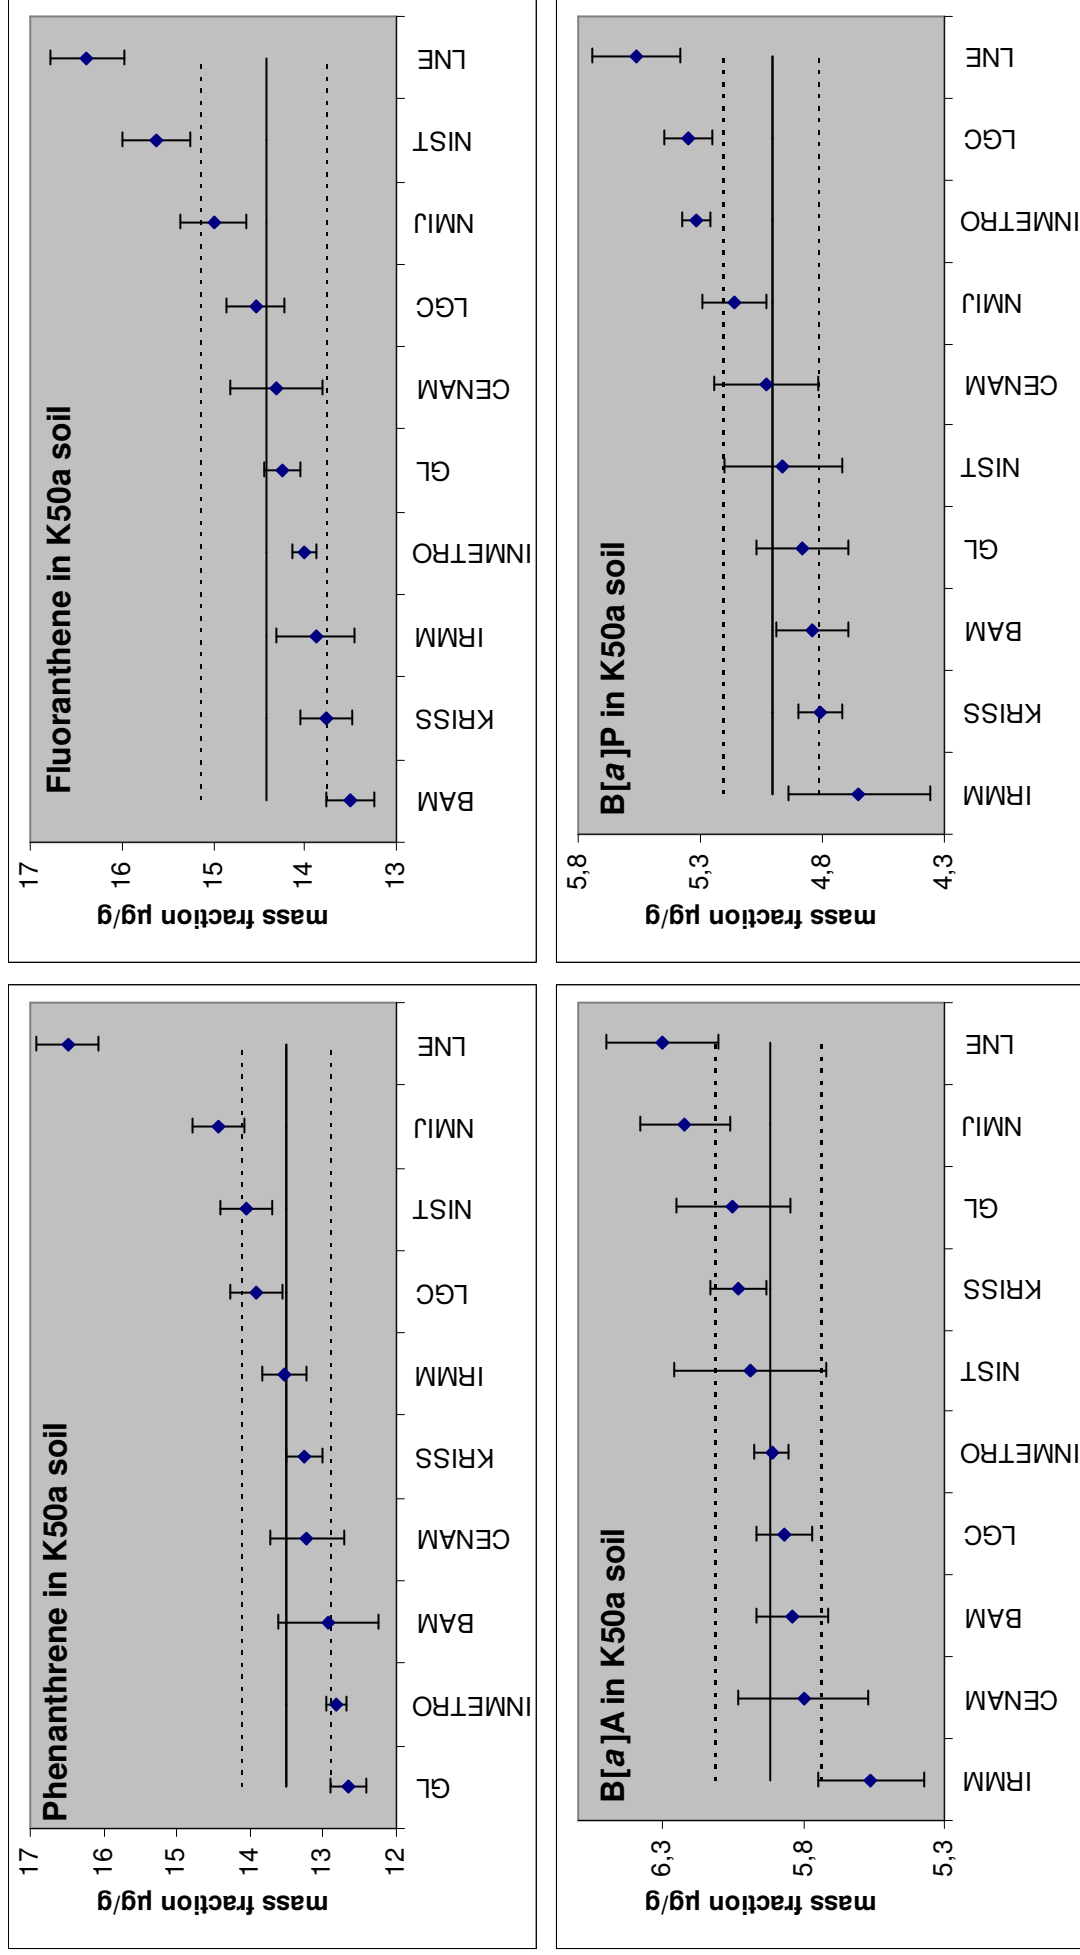 Phenanthrene in K50a soil
17
16
15
14
13
12
mass fraction µg/g
GL
INMETRO
BAM
CENAM
KRISS
IRMM
LGC
NIST
NMIJ
LNE
Fluoranthene in K50a soil
17
16
15
14
13
mass fraction µg/g
BAM
KRISS
IRMM
INMETRO
GL
CENAM
LGC
NMIJ
NIST
LNE
B[a]A in K50a soil
6,3
5,8
5,3
mass fraction µg/g
IRMM
CENAM
BAM
LGC
INMETRO
NIST
KRISS
GL
NMIJ
LNE
B[a]P in K50a soil
5,8
5,3
4,8
4,3
mass fraction µg/g
IRMM
KRISS
BAM
GL
NIST
CENAM
NMIJ
INMETRO
LGC
LNE